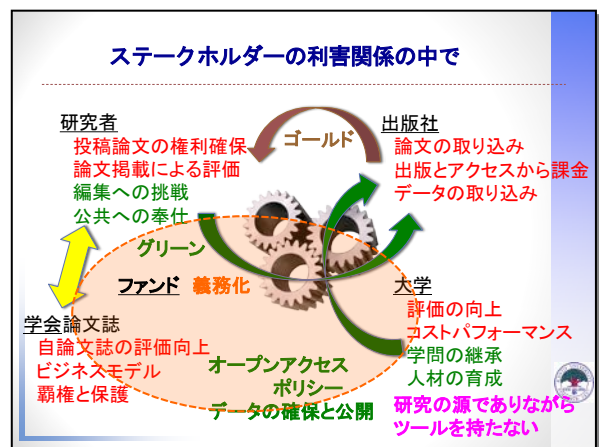 ステークホルダーの利害関係の中で
研究者
投稿論文の権利確保
論文掲載による評価
編集への挑戦
公共への奉仕
ゴールド
出版社
論文の取り込み
出版とアクセスから課金
データの取り込み
グリーン
ファンド 義務化
学会論文誌
自論文誌の評価向上
ビジネスモデル
覇権と保護
オープンアクセス
ポリシー
データの確保と公開
大学
評価の向上
コストパフォーマンス
学問の継承
人材の育成
研究の源でありながら
ツールを持たない